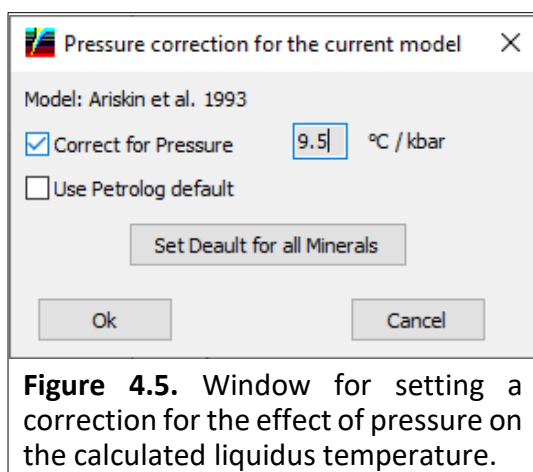 Pressure correction for the current model
Model: Ariskin et al. 1993
Correct for Pressure 9.5 ºC / kbar
Use Petrolog default
Set Deault for all Minerals
Ok Cancel
Figure 4.5. Window for setting a
correction for the effect of pressure on
the calculated liquidus temperature.